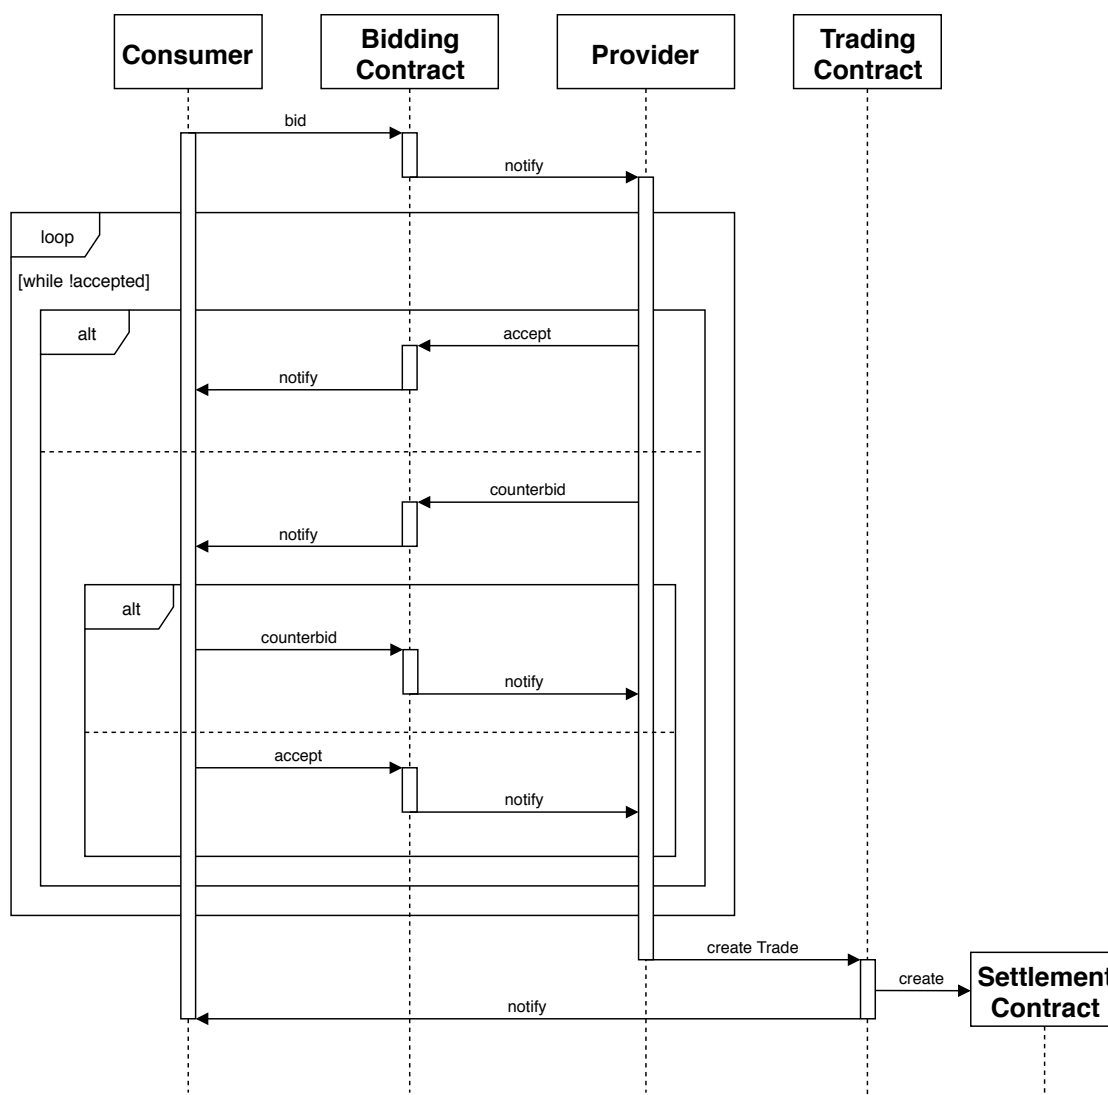 Consumer
Bidding
Contract
Provider
Trading
Contract
bid
notify
loop
[while !accepted]
alt
accept
notify
counterbid
notify
alt
counterbid
notify
accept
notify
create Trade
create
Settlement
Contract
notify